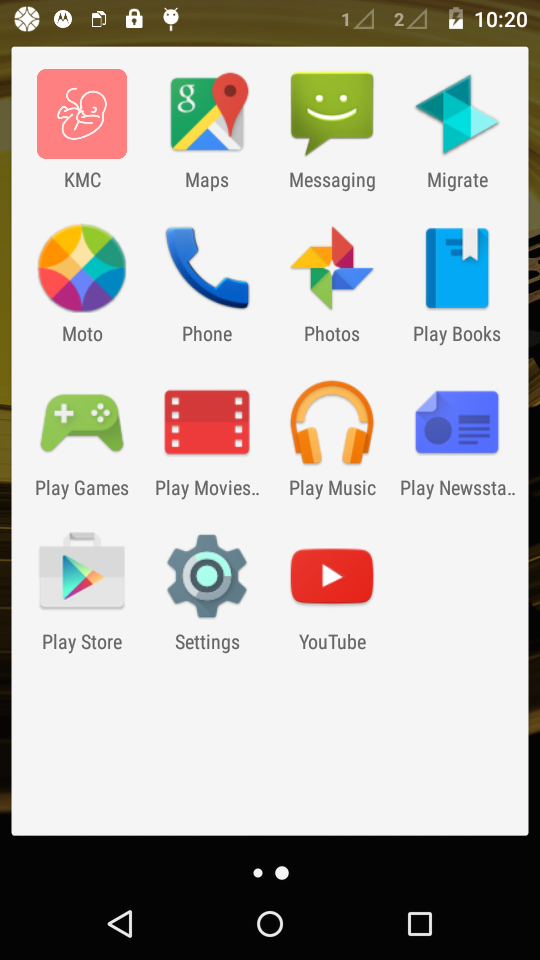 1 2 10:20
KMC Maps Messaging Migrate
Moto Phone Photos Play Books
Play Games Play Movies.. Play Music Play Newssta..
Play Store Settings YouTube